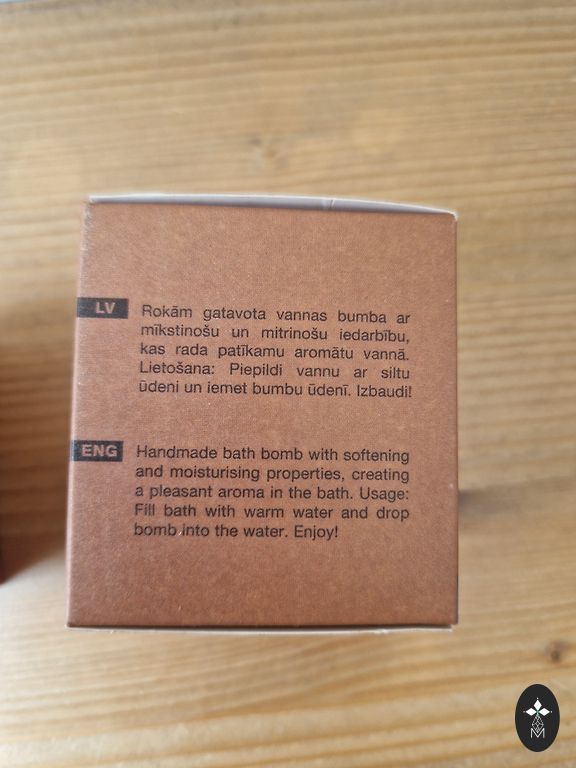 LV
Rokām gatavota vannas bumba ar
mīkstinošu un mitrinošu iedarbību,
kas rada patīkamu aromātu vannā.
Lietošana: Piepildi vannu ar siltu
ūdeni un iemet bumbu ūdenī. Izbaudi!
ENG
Handmade bath bomb with softening
and moisturising properties, creating
a pleasant aroma in the bath. Usage:
Fill bath with warm water and drop
bomb into the water. Enjoy!
M